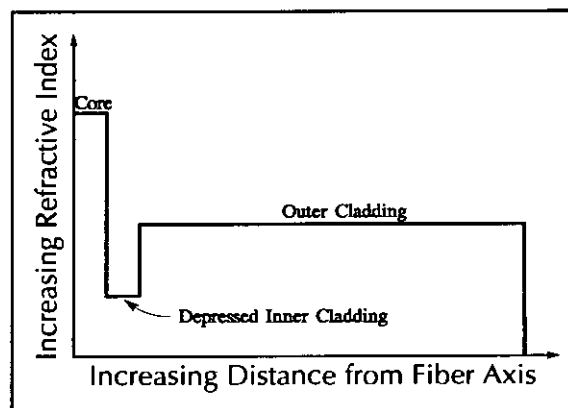 Increasing Refractive Index
Core
Outer Cladding
Depressed Inner Cladding
Increasing Distance from Fiber Axis